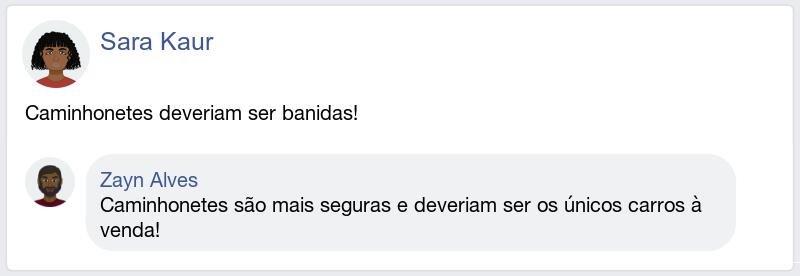 Sara Kaur
Caminhonetes deveriam ser banidas!
Zayn Alves
Caminhonetes são mais seguras e deveriam ser os únicos carros à
venda!